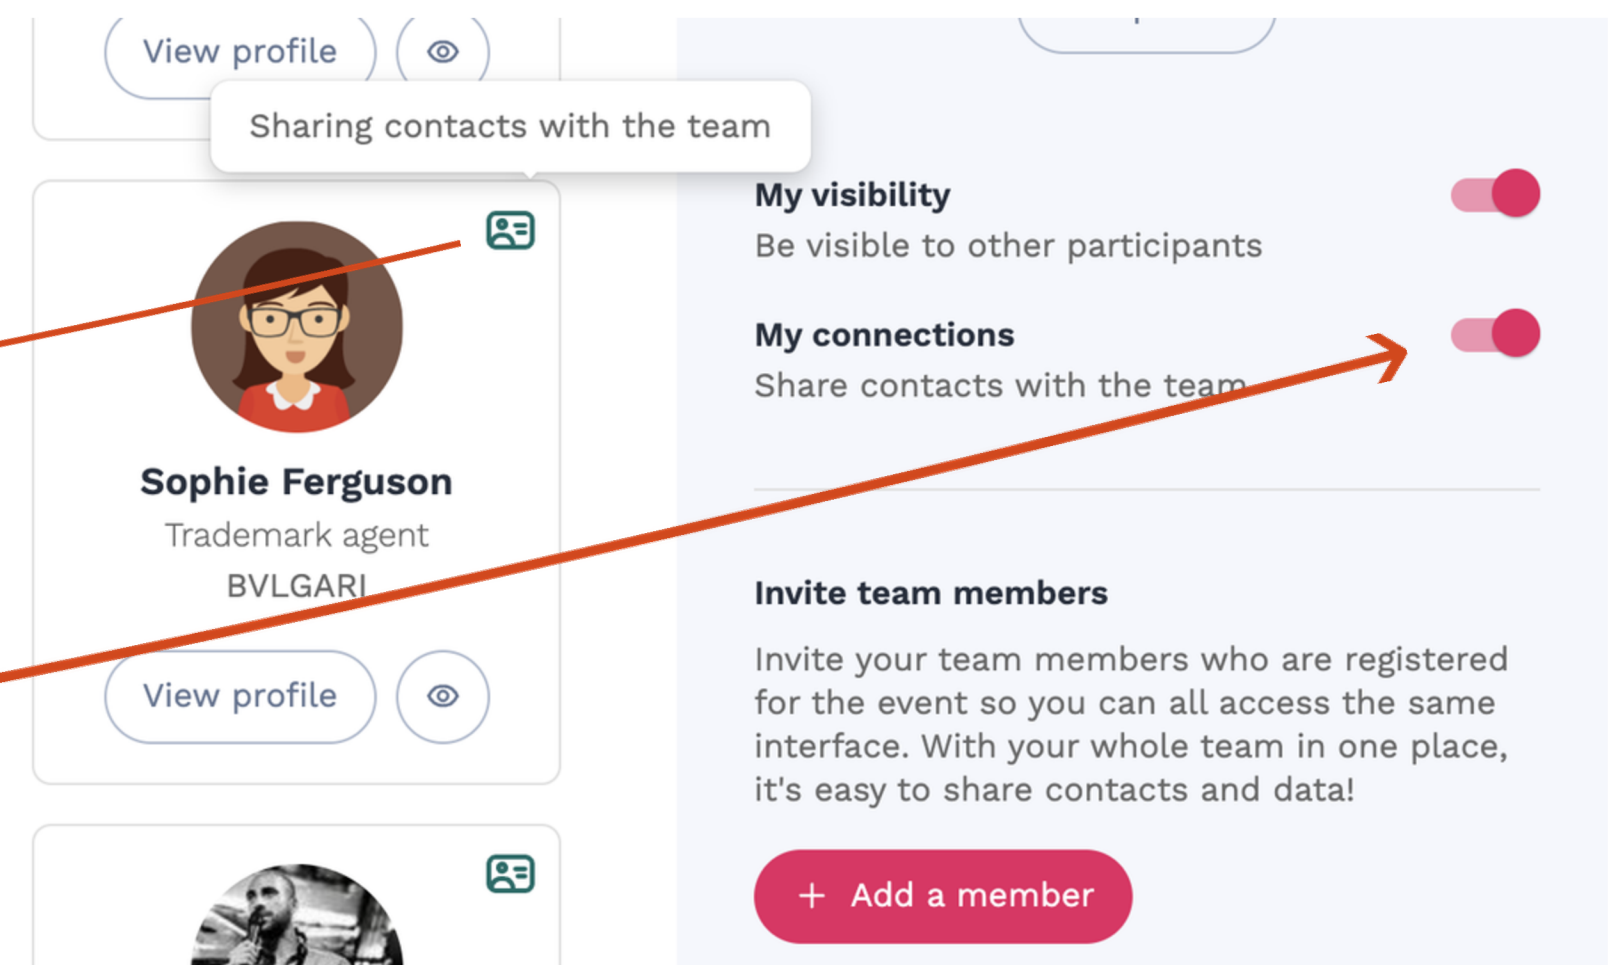 View profile
Sharing contacts with the team
Sophie Ferguson
Trademark agent
BVLGARI
View profile
My visibility
Be visible to other participants
My connections
Share contacts with the team
Invite team members
Invite your team members who are registered
for the event so you can all access the same
interface. With your whole team in one place,
it's easy to share contacts and data!
+ Add a member